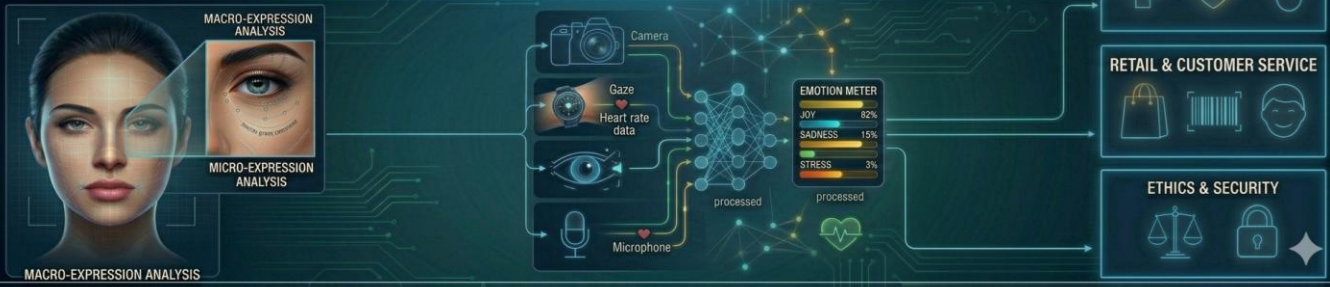 MACRO-EXPRESSION
ANALYSIS
MICRO-EXPRESSION
ANALYSIS
MACRO-EXPRESSION ANALYSIS
Camera
Gaze
Heart rate
data
Microphone
processed
EMOTION METER
JOY 82%
SADNESS 15%
STRESS 3%
processed
RETAIL & CUSTOMER SERVICE
ETHICS & SECURITY